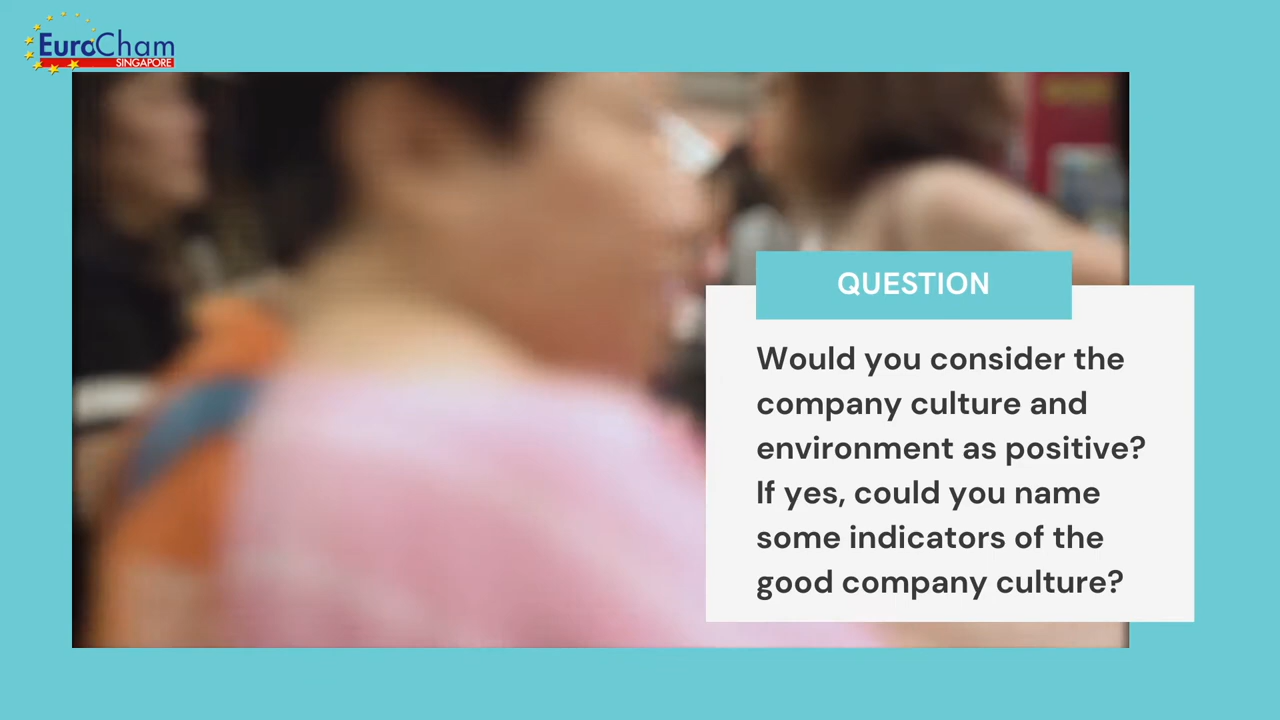 EuroCham
SINGAPORE
QUESTION
Would you consider the
company culture and
environment as positive?
If yes, could you name
some indicators of the
good company culture?